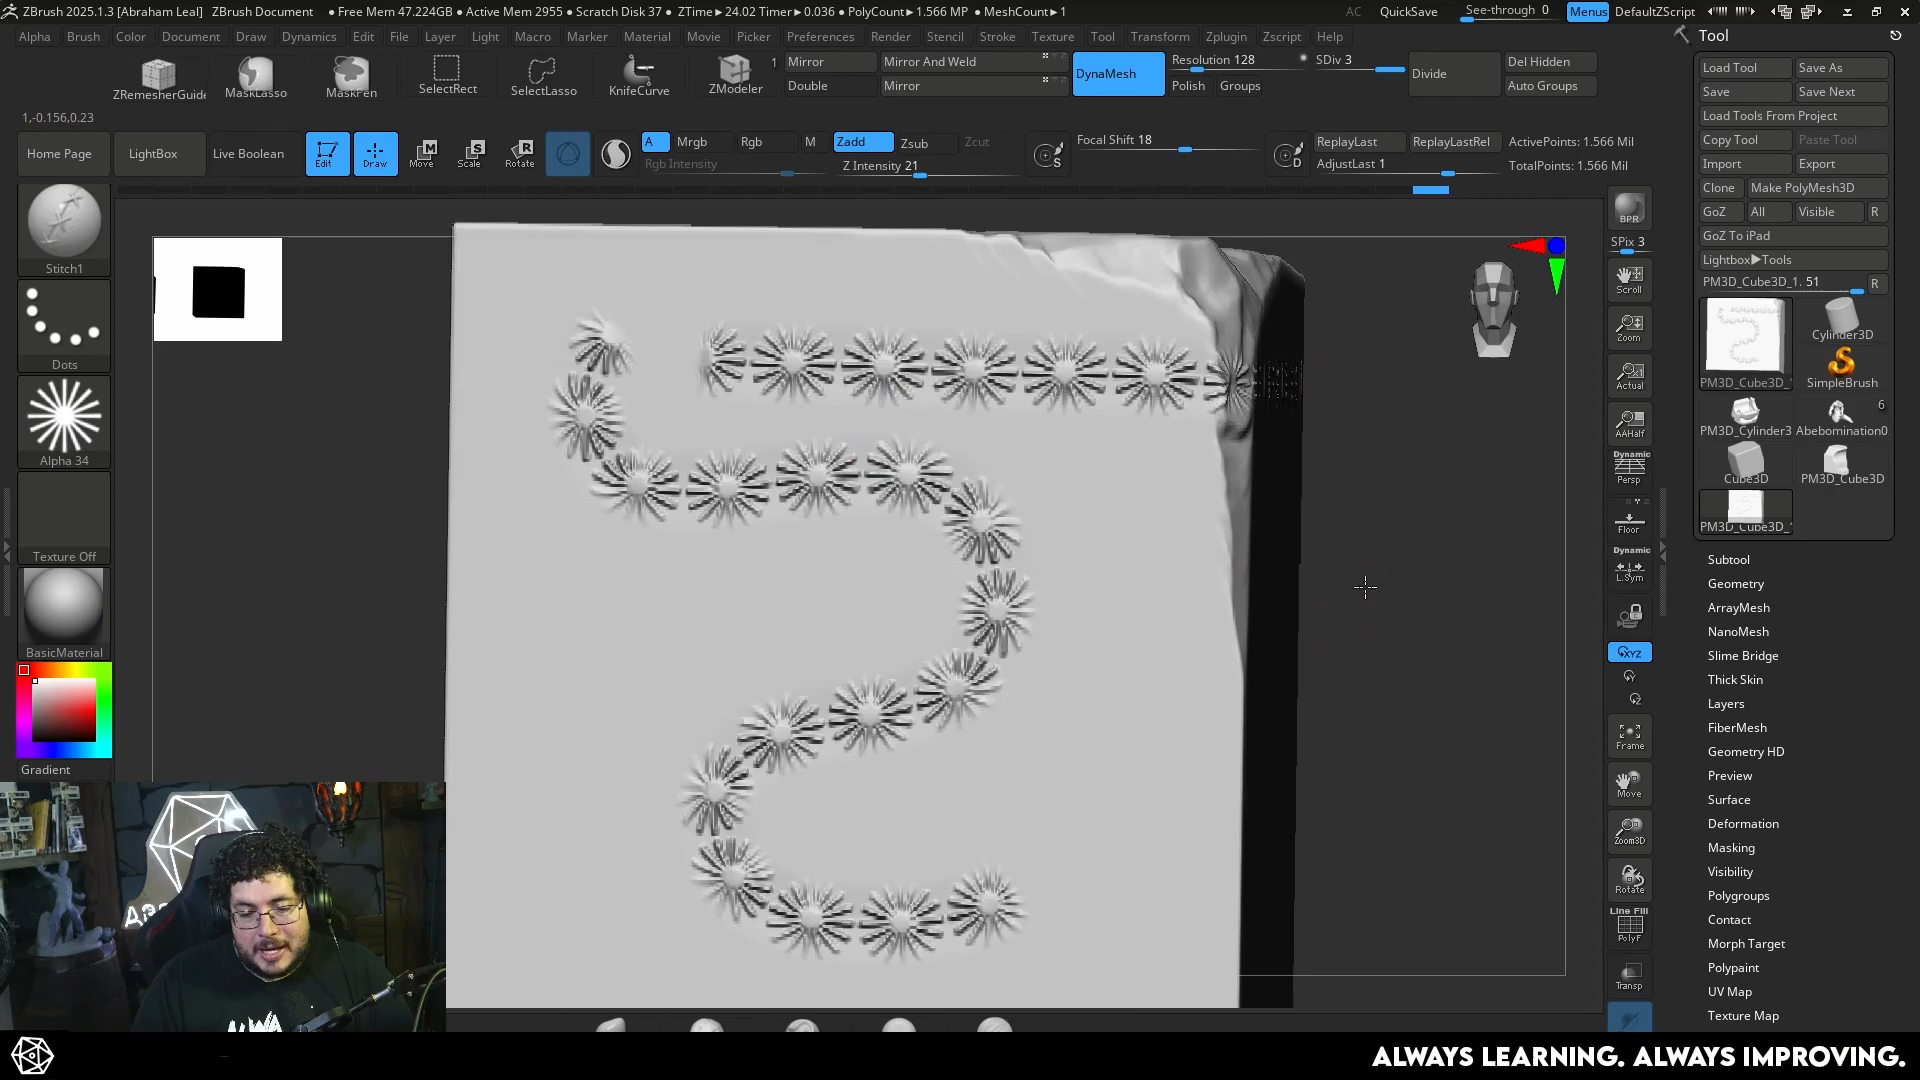 ZBrush 2025.1.3 [Abraham Leal] ZBrush Document ● Free Mem 47.224GB ● Active Mem 2955 ● Scratch Disk 37 ● ZTime►24.02 Timer►0.036 ● PolyCount►1.566 MP ● MeshCount►1 AC QuickSave See-through 0 Menus DefaultZScript
Alpha Brush Color Document Draw Dynamics Edit File Layer Light Macro Marker Material Movie Picker Preferences Render Stencil Stroke Texture Tool Transform Zplugin Zscript Help
ZRemesherGuide MaskLasso MaskPen SelectRect SelectLasso KnifeCurve ZModeler
1 Mirror Mirror And Weld
Double Mirror
DynaMesh Resolution 128 SDiv 3 Divide Del Hidden
Polish Groups Auto Groups
1,-0.156,0.23
Home Page LightBox Live Boolean Edit Draw Move Scale Rotate
A Mrgb Rgb M Zadd Zsub Zcut
Rgb Intensity Z Intensity 21
S Focal Shift 18 D
ReplayLast ReplayLastRel ActivePoints: 1.566 Mil
AdjustLast 1 TotalPoints: 1.566 Mil
Stitch1
Dots
Alpha 34
Texture Off
BasicMaterial
Gradient
BPR
SPix 3
Scroll
Zoom
Actual
AAHalf
Dynamic
Persp
Floor
Dynamic
L.Sym
XYZ
Y
Z
Frame
Move
Zoom3D
Rotate
Line Fill
PolyF
Transp
Tool
Load Tool Save As
Save Save Next
Load Tools From Project
Copy Tool Paste Tool
Import Export
Clone Make PolyMesh3D
GoZ All Visible R
GoZ To iPad
Lightbox►Tools
PM3D_Cube3D_1. 51 R
Cylinder3D
PM3D_Cube3D_1 SimpleBrush
6
PM3D_Cylinder3 Abebomination0
Cube3D PM3D_Cube3D
PM3D_Cube3D_1
Subtool
Geometry
ArrayMesh
NanoMesh
Slime Bridge
Thick Skin
Layers
FiberMesh
Geometry HD
Preview
Surface
Deformation
Masking
Visibility
Polygroups
Contact
Morph Target
Polypaint
UV Map
Texture Map
ALWAYS LEARNING. ALWAYS IMPROVING.